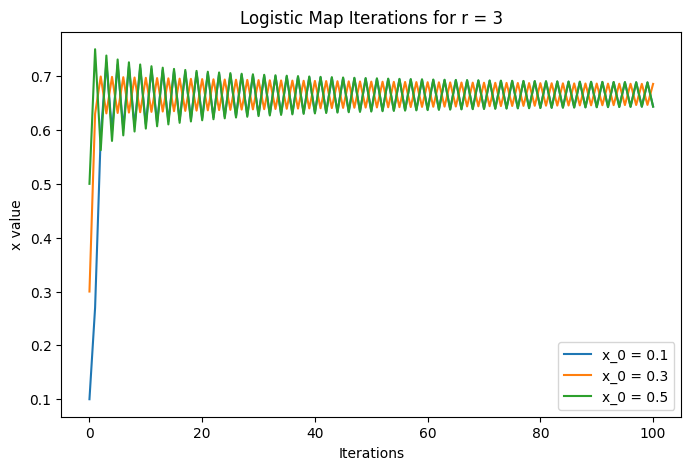 Logistic Map Iterations for r = 3
x value
0.7
0.6
0.5
0.4
0.3
0.2
0.1
x_0 = 0.1
x_0 = 0.3
x_0 = 0.5
0 20 40 60 80 100
Iterations